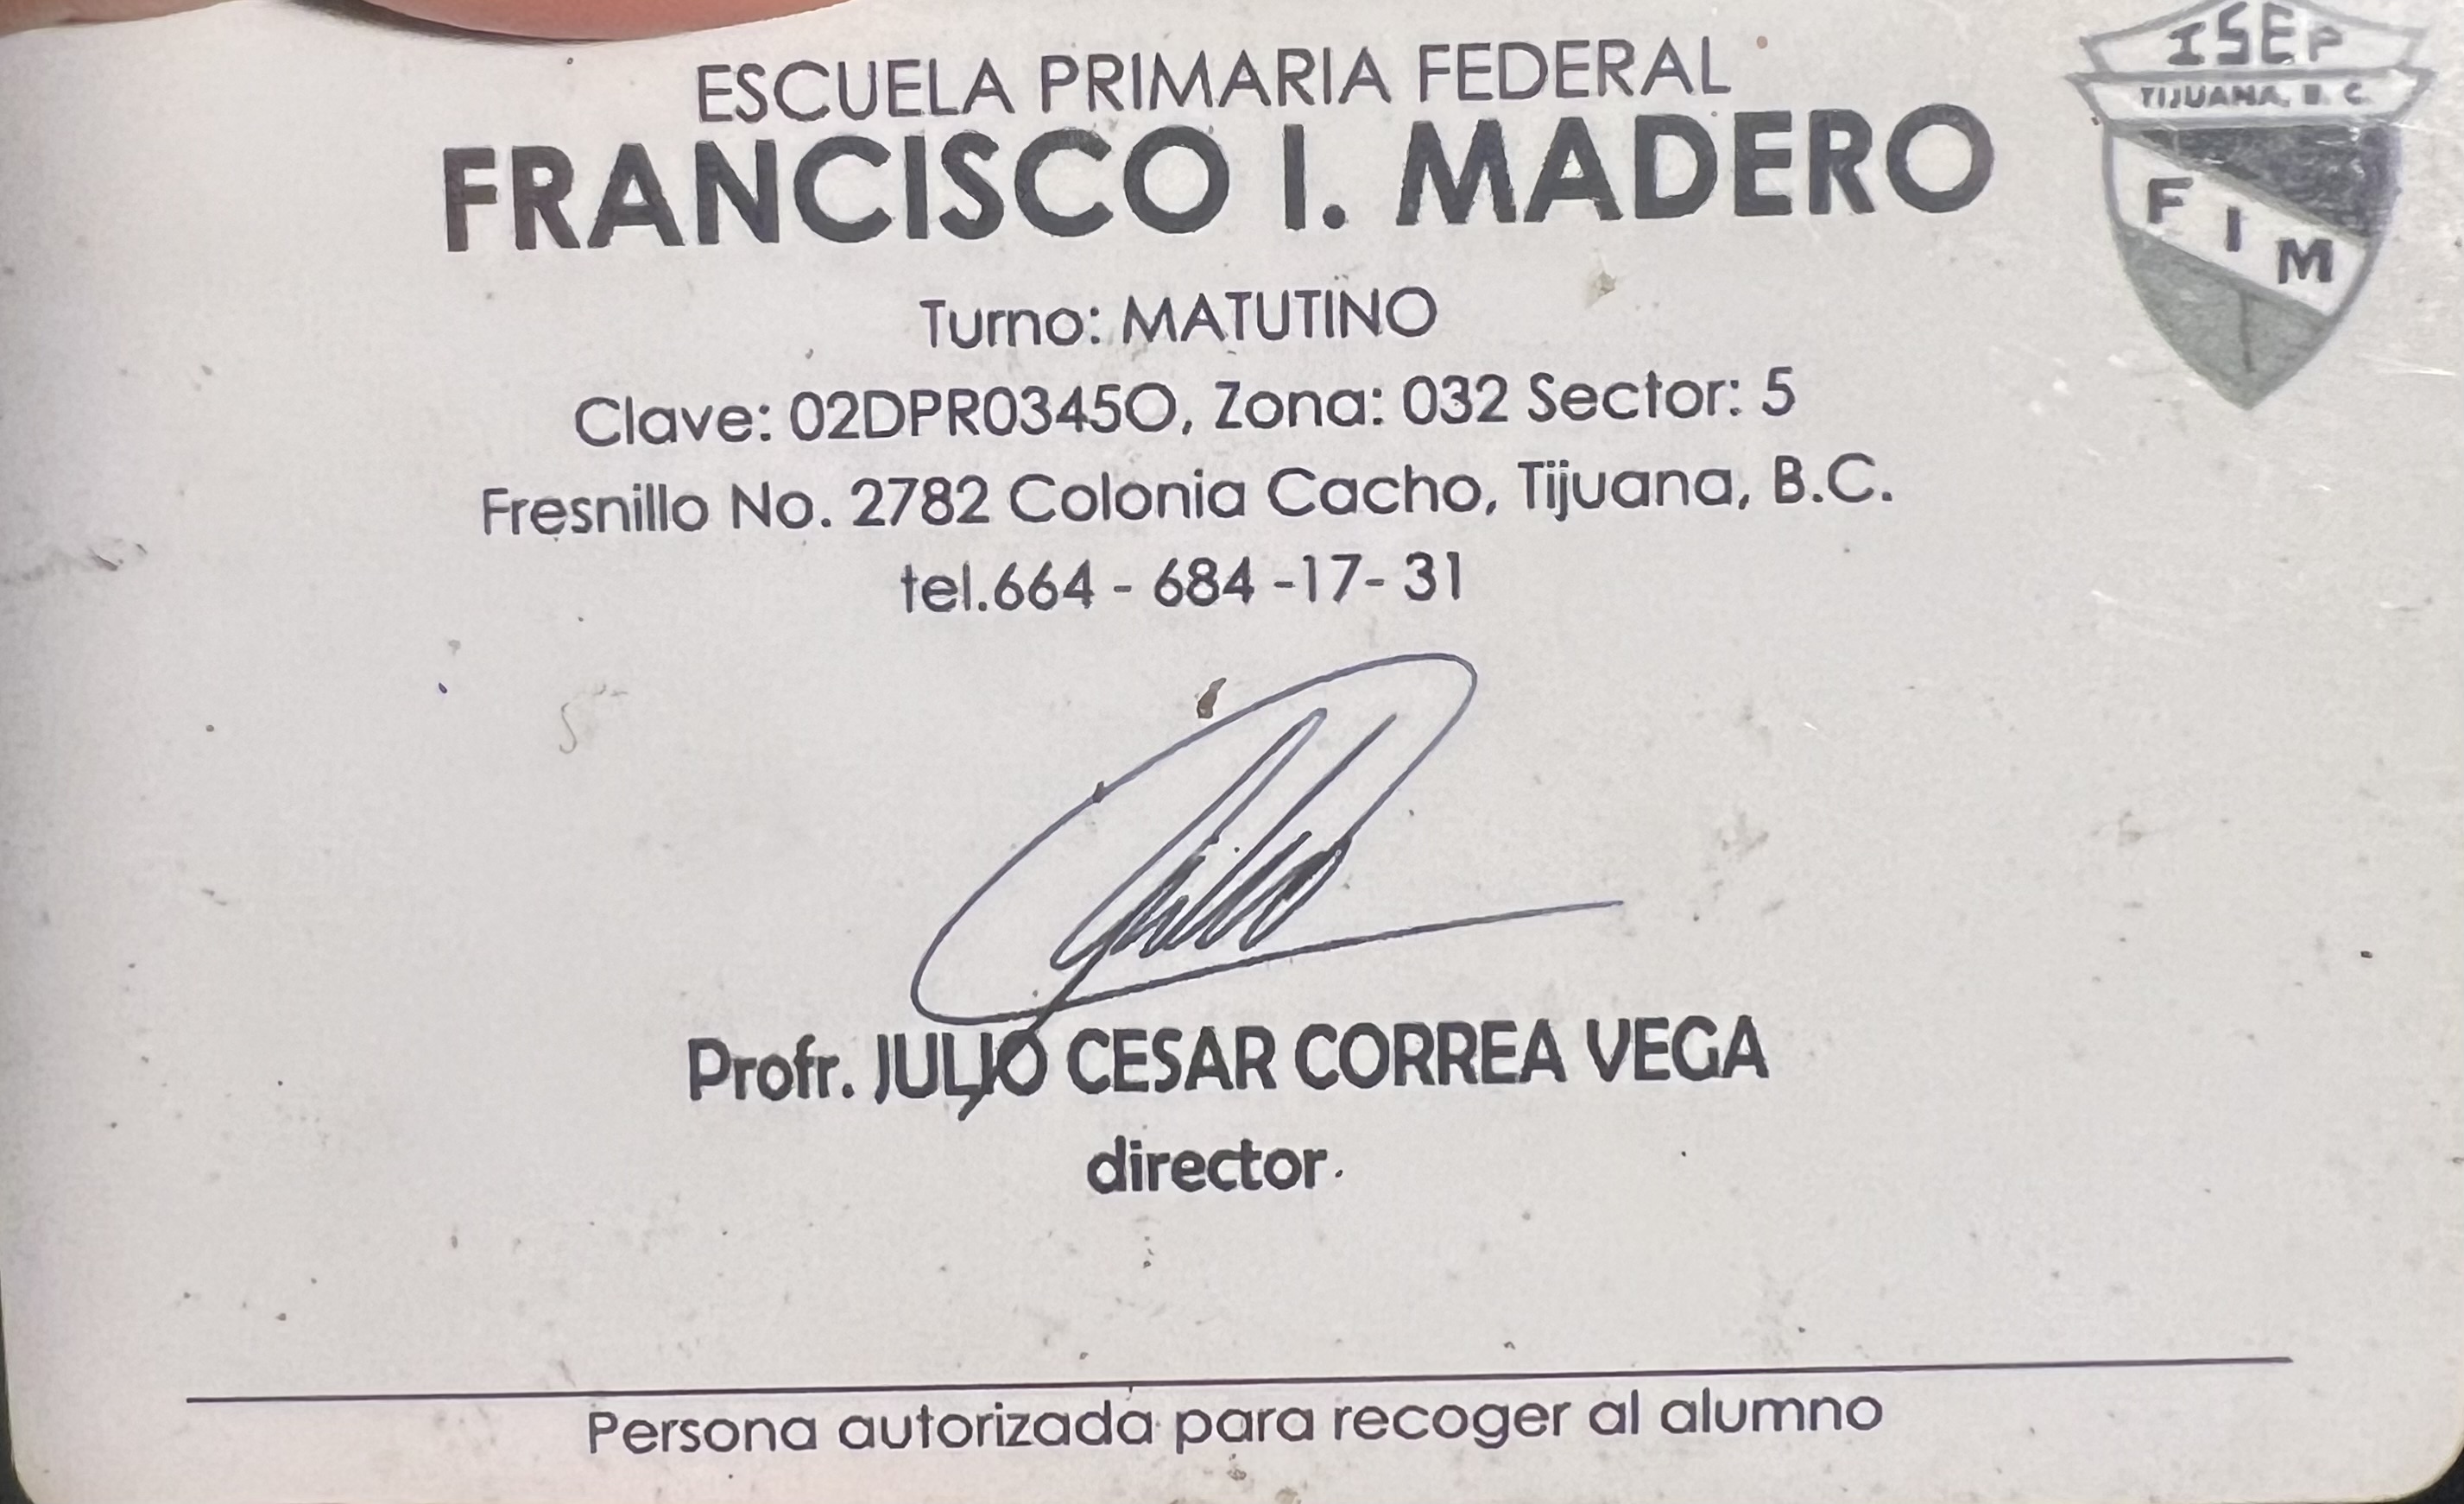 ESCUELA PRIMARIA FEDERAL
FRANCISCO I. MADERO
Turno: MATUTINO
Clave: 02DPR0345O, Zona: 032 Sector: 5
Fresnillo No. 2782 Colonia Cacho, Tijuana, B.C.
tel.664 - 684 -17- 31
ISEP
TIJUANA, B. C.
F I M
Profr. JULIO CESAR CORREA VEGA
director
Persona autorizada para recoger al alumno